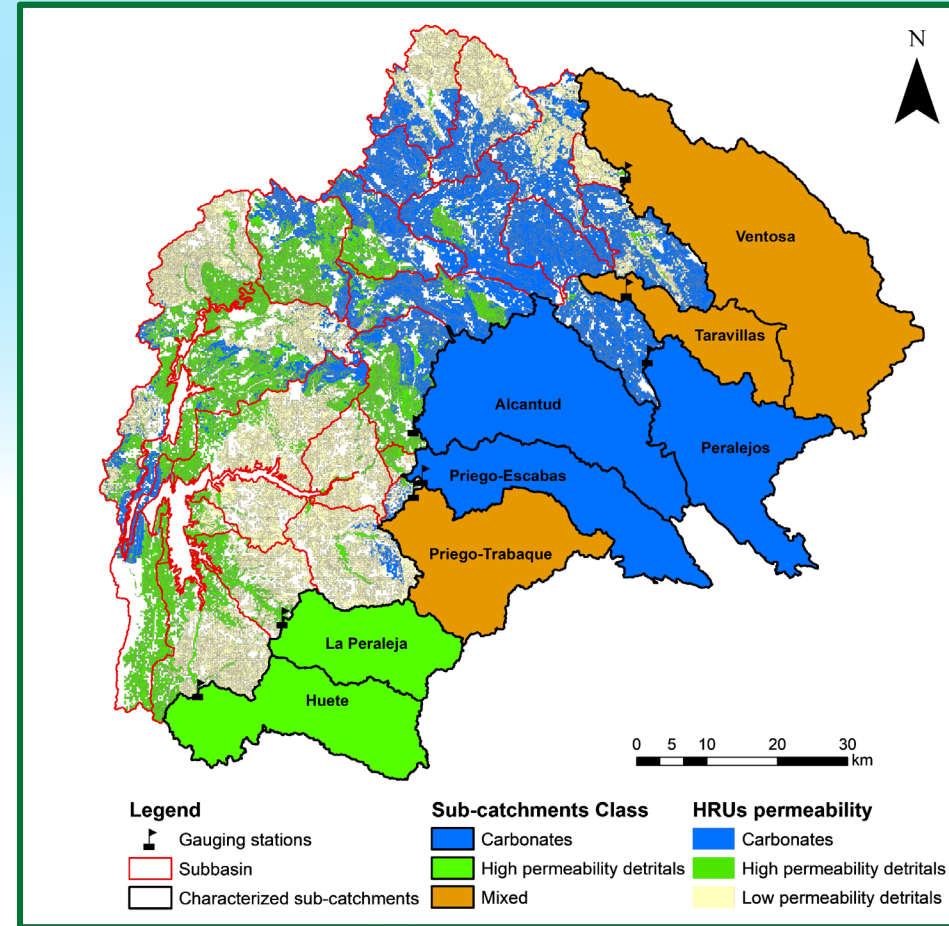 N
Ventosa
Taravillas
Alcantud
Peralejos
Priego-Escabas
Priego-Trabaque
La Peraleja
Huete
0 5 10 20 30
km
Legend
Gauging stations
Subbasin
Characterized sub-catchments
Sub-catchments Class
Carbonates
High permeability detritals
Mixed
HRUs permeability
Carbonates
High permeability detritals
Low permeability detritals